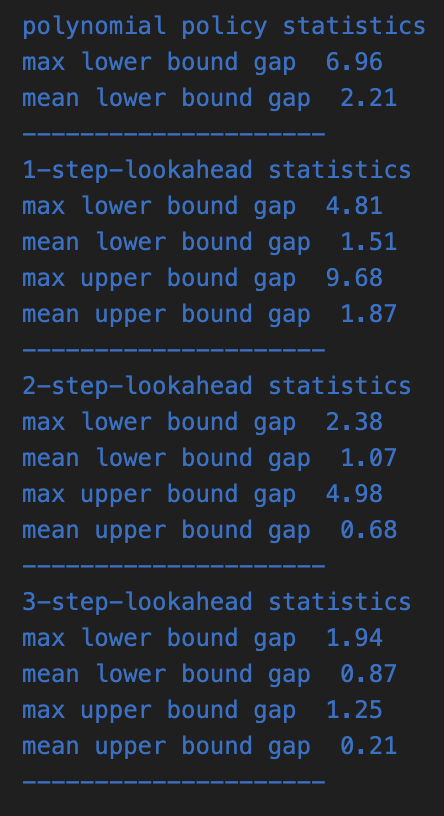 polynomial policy statistics
max lower bound gap  6.96
mean lower bound gap  2.21
---------------------
1-step-lookahead statistics
max lower bound gap  4.81
mean lower bound gap  1.51
max upper bound gap  9.68
mean upper bound gap  1.87
---------------------
2-step-lookahead statistics
max lower bound gap  2.38
mean lower bound gap  1.07
max upper bound gap  4.98
mean upper bound gap  0.68
---------------------
3-step-lookahead statistics
max lower bound gap  1.94
mean lower bound gap  0.87
max upper bound gap  1.25
mean upper bound gap  0.21
---------------------